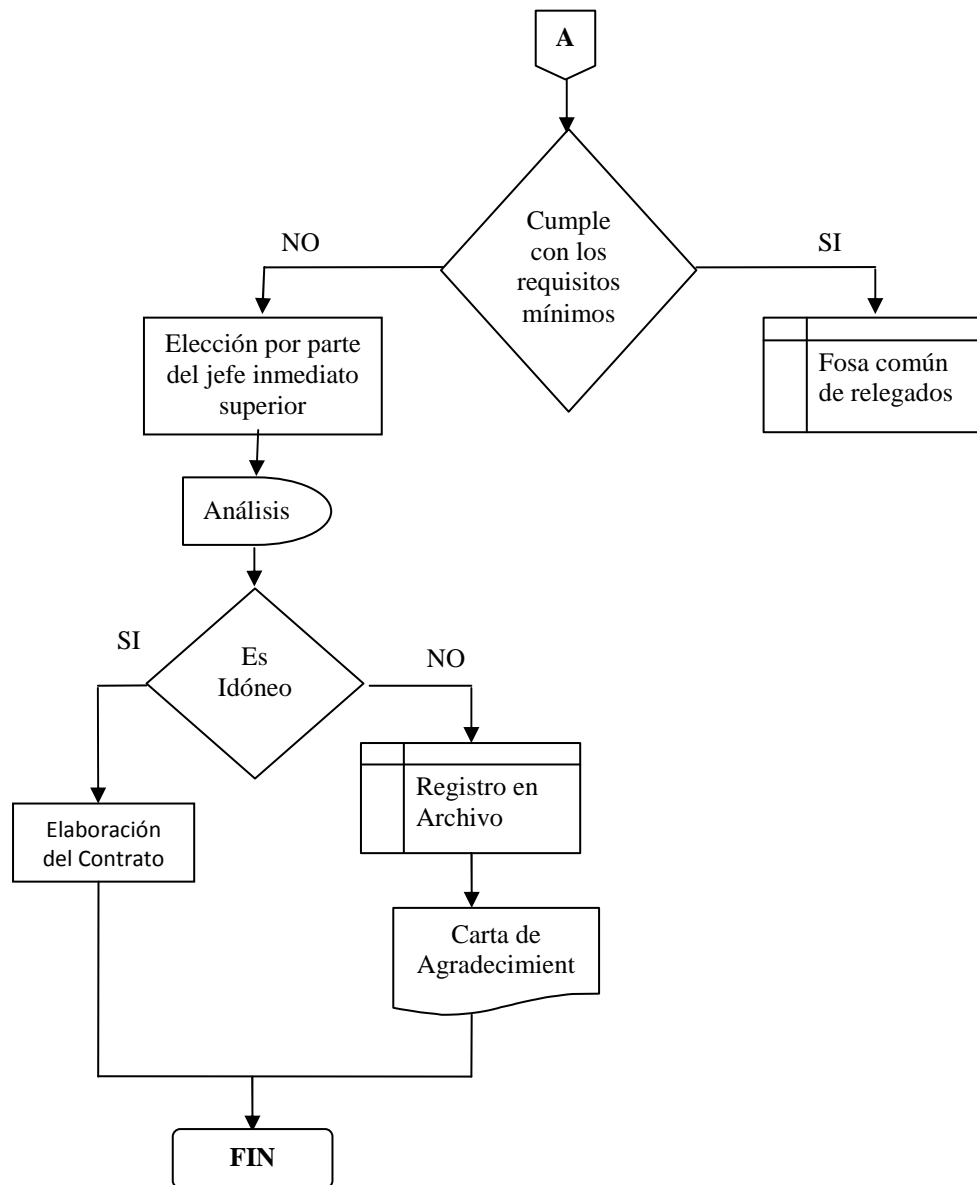 A
Cumple
con los
requisitos
mínimos
NO
SI
Elección por parte
del jefe inmediato
superior
Fosa común
de relegados
Análisis
SI
Es
Idóneo
NO
Registro en
Archivo
Elaboración
del Contrato
Carta de
Agradecimient
FIN